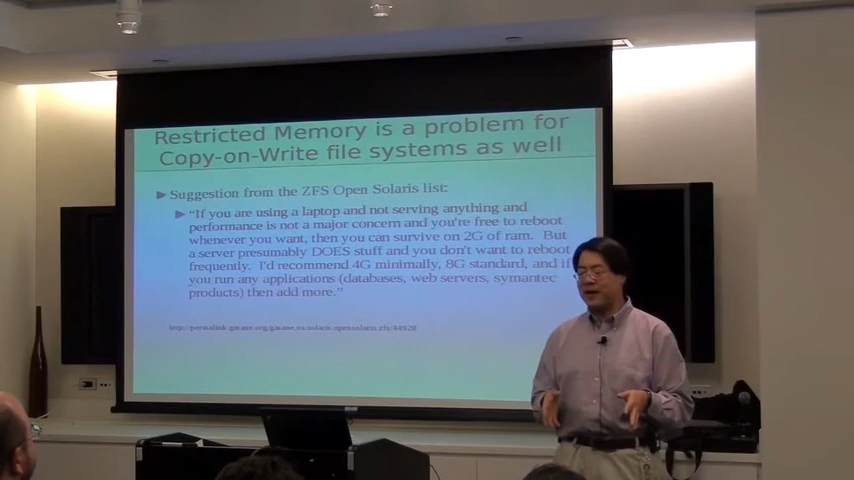 Restricted Memory is a problem for
Copy-on-Write file systems as well
Suggestion from the ZFS Open Solaris list:
"If you are using a laptop and not serving anything and
performance is not a major concern and you're free to reboot
whenever you want, then you can survive on 2G of ram. But
a server presumably DOES stuff and you don't want to reboot
frequently. I'd recommend 4G minimally, 8G standard, and if
you run any applications (databases, web servers, symantec
products) then add more."